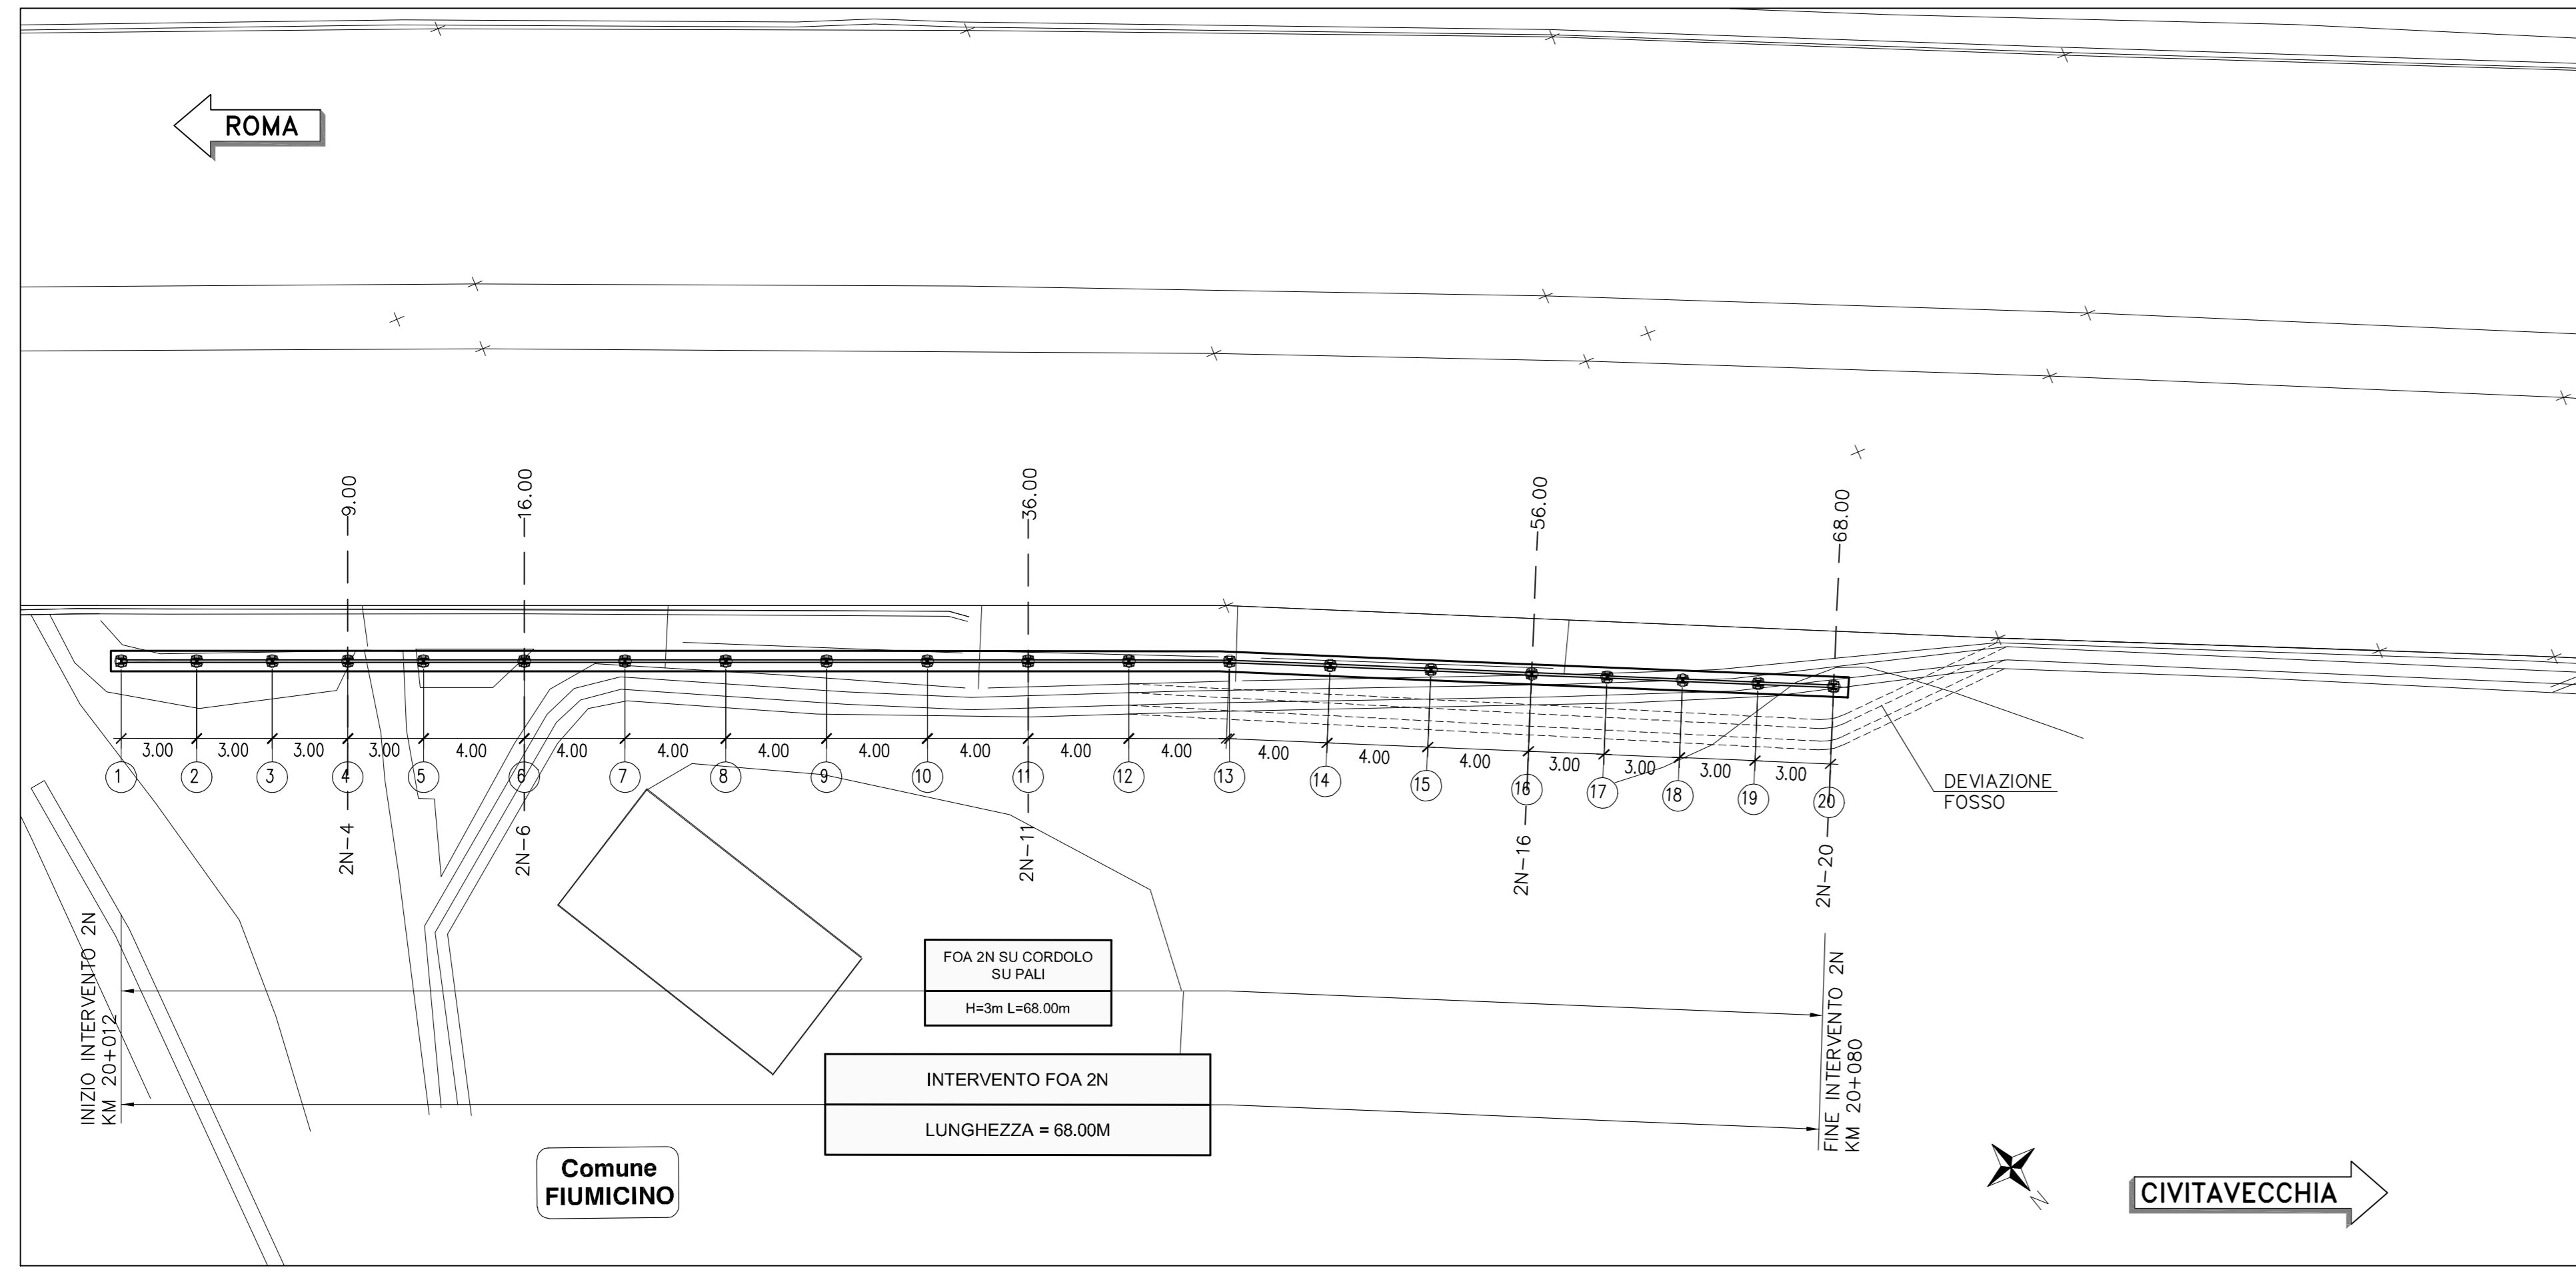 ROMA
9.00
16.00
36.00
56.00
68.00
3.00 3.00 3.00 3.00 4.00 4.00 4.00 4.00 4.00 4.00 4.00 4.00 4.00 4.00 4.00 3.00 3.00 3.00 3.00
1 2 3 4 5 6 7 8 9 10 11 12 13 14 15 16 17 18 19 20
DEVIAZIONE
FOSSO
2N-4
2N-6
2N-11
2N-16
2N-20
INIZIO INTERVENTO 2N
KM 20+012
FOA 2N SU CORDOLO
SU PALI
H=3m L=68.00m
INTERVENTO FOA 2N
LUNGHEZZA = 68.00M
FINE INTERVENTO 2N
KM 20+080
Comune
FIUMICINO
N
CIVITAVECCHIA